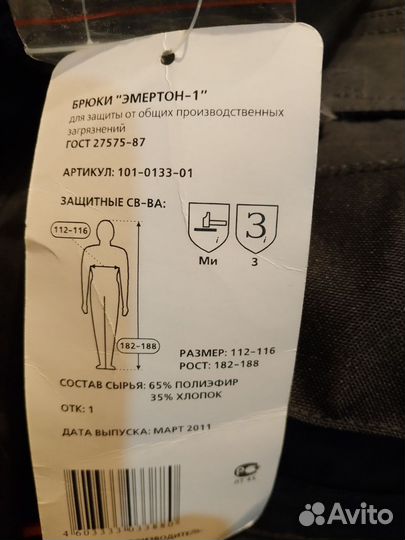 БРЮКИ "ЭМЕРТОН-1"
для защиты от общих производственных
загрязнений
ГОСТ 27575-87
АРТИКУЛ: 101-0133-01
ЗАЩИТНЫЕ СВ-ВА:
112-116
З
i
i
Ми
З
182-188
РАЗМЕР: 112-116
РОСТ: 182-188
СОСТАВ СЫРЬЯ: 65% ПОЛИЭФИР
35% ХЛОПОК
ОТК: 1
ДАТА ВЫПУСКА: МАРТ 2011
Avito